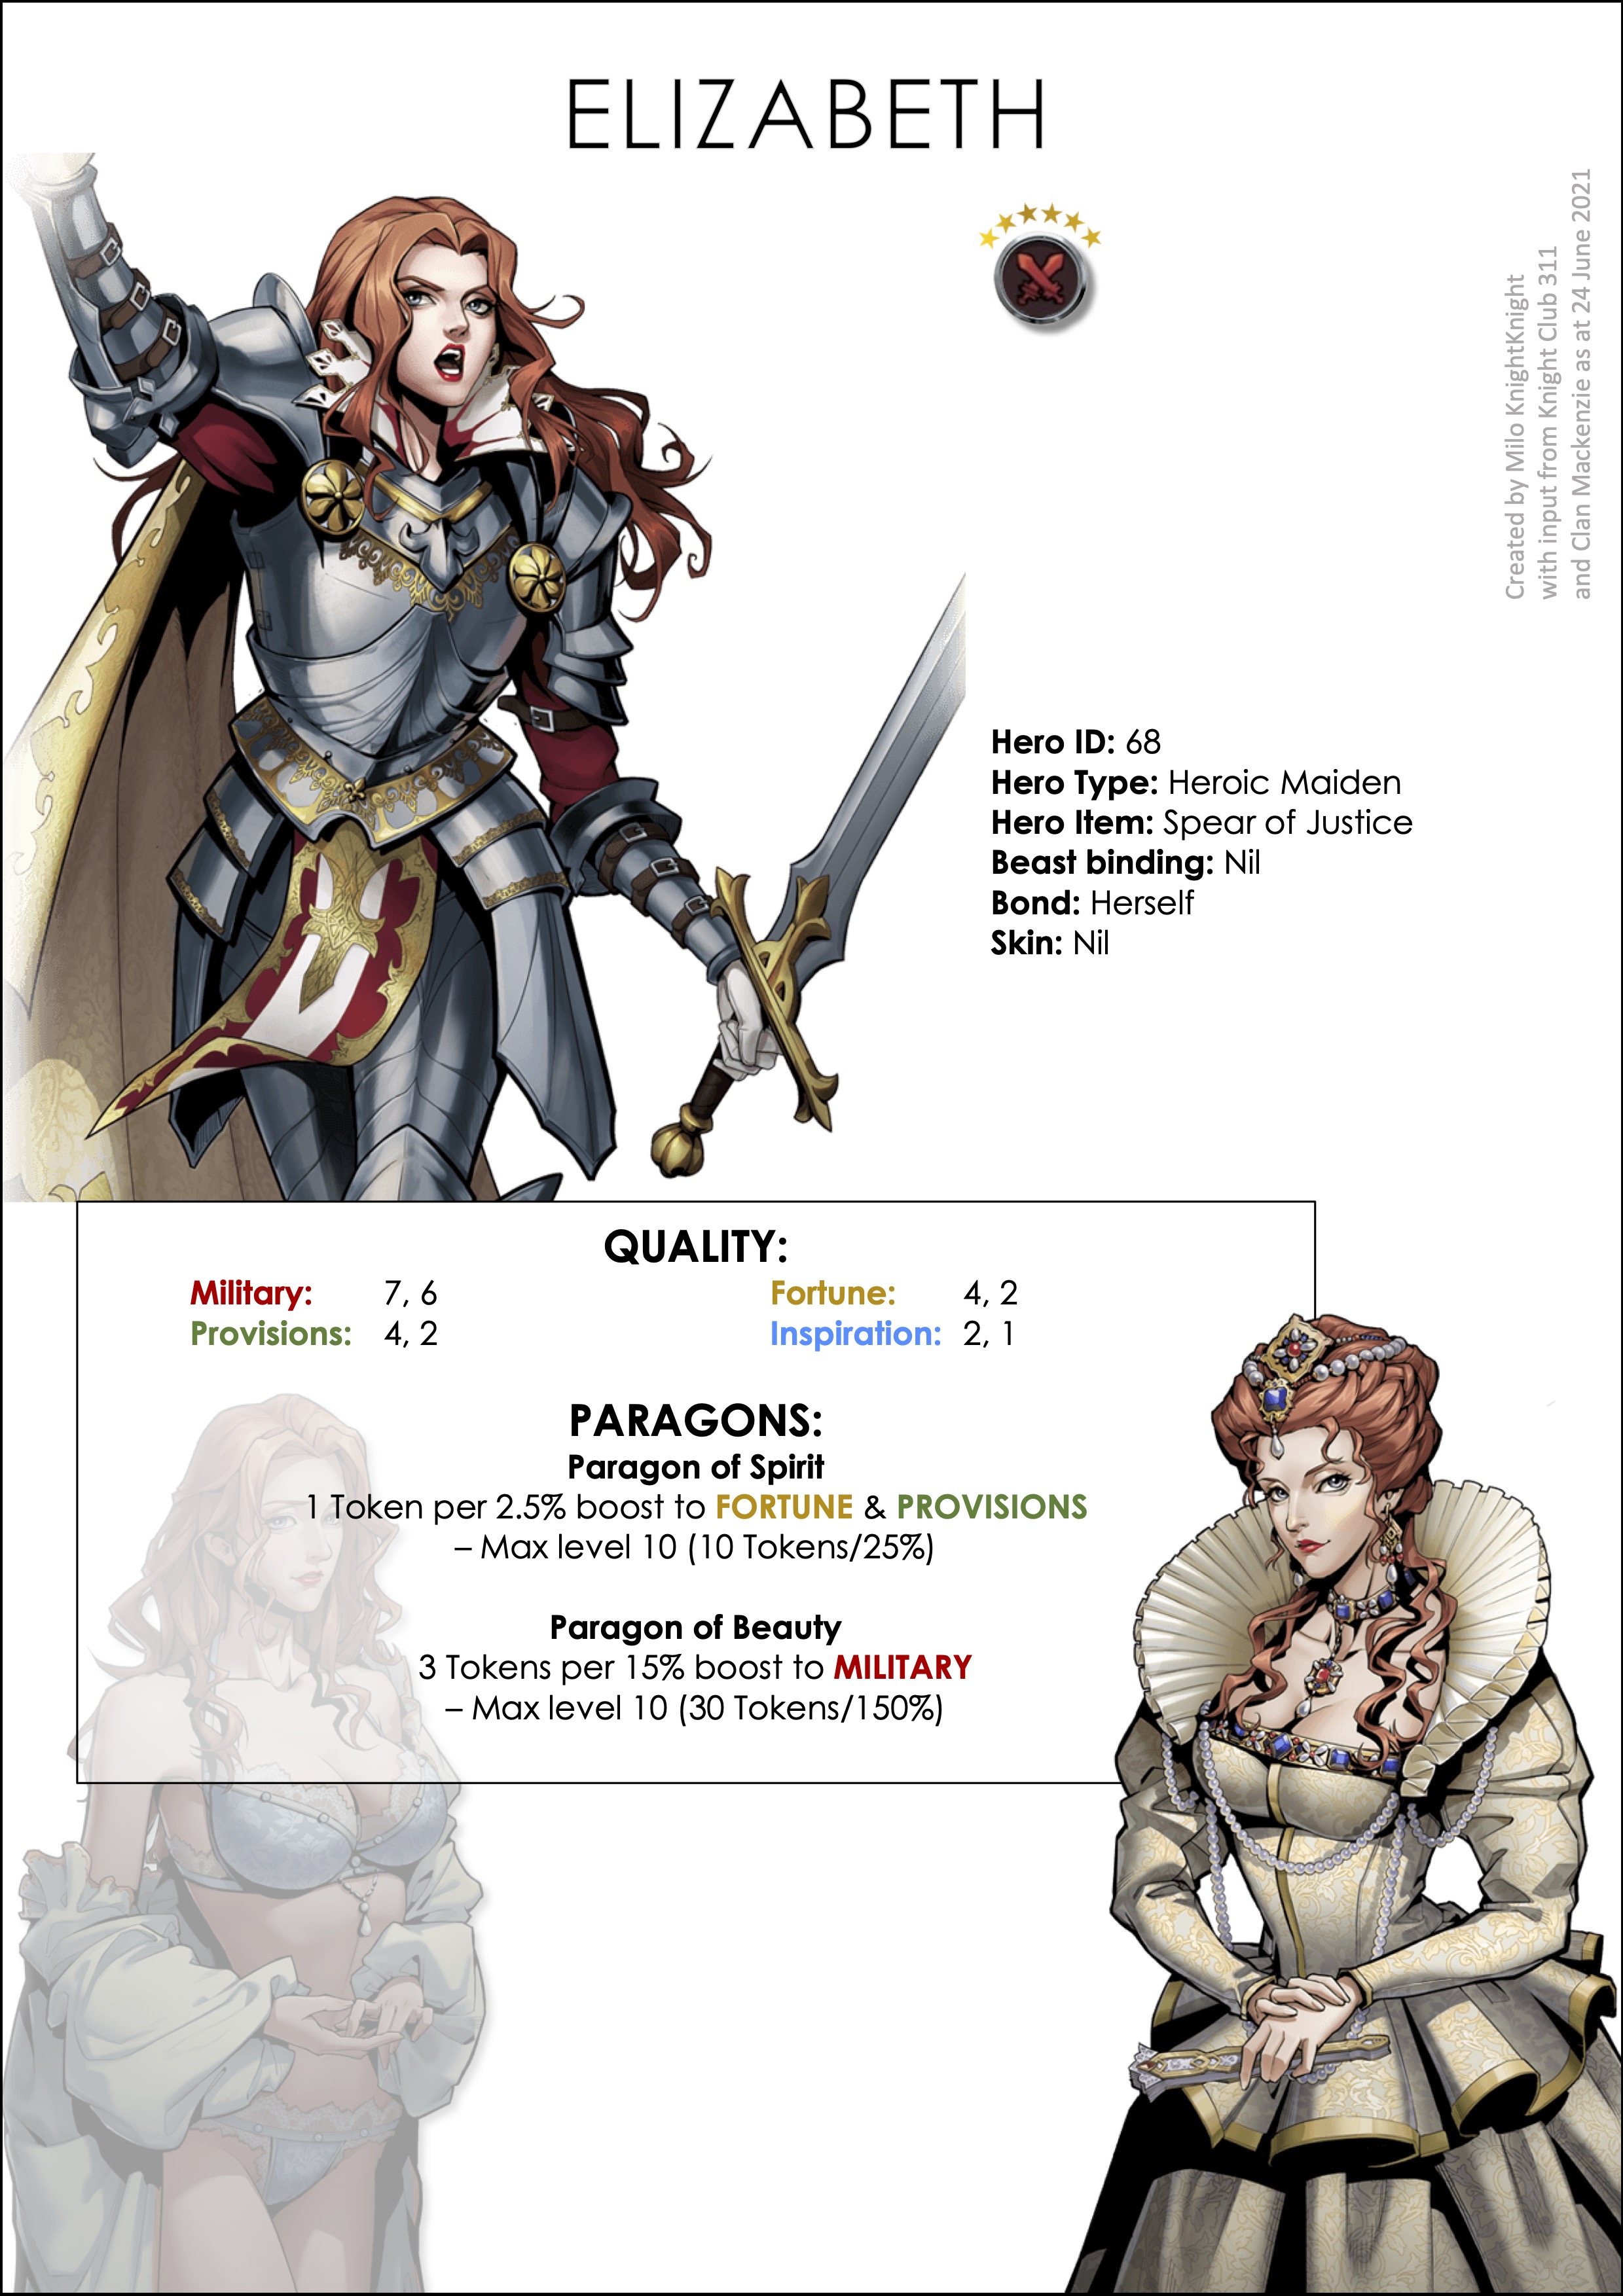 ELIZABETH
Created by Milo KnightKnight
with input from Knight Club 311
and Clan Mackenzie as at 24 June 2021
Hero ID: 68
Hero Type: Heroic Maiden
Hero Item: Spear of Justice
Beast binding: Nil
Bond: Herself
Skin: Nil
QUALITY:
Military: 7, 6 Fortune: 4, 2
Provisions: 4, 2 Inspiration: 2, 1
PARAGONS:
Paragon of Spirit
1 Token per 2.5% boost to FORTUNE & PROVISIONS
– Max level 10 (10 Tokens/25%)
Paragon of Beauty
3 Tokens per 15% boost to MILITARY
– Max level 10 (30 Tokens/150%)